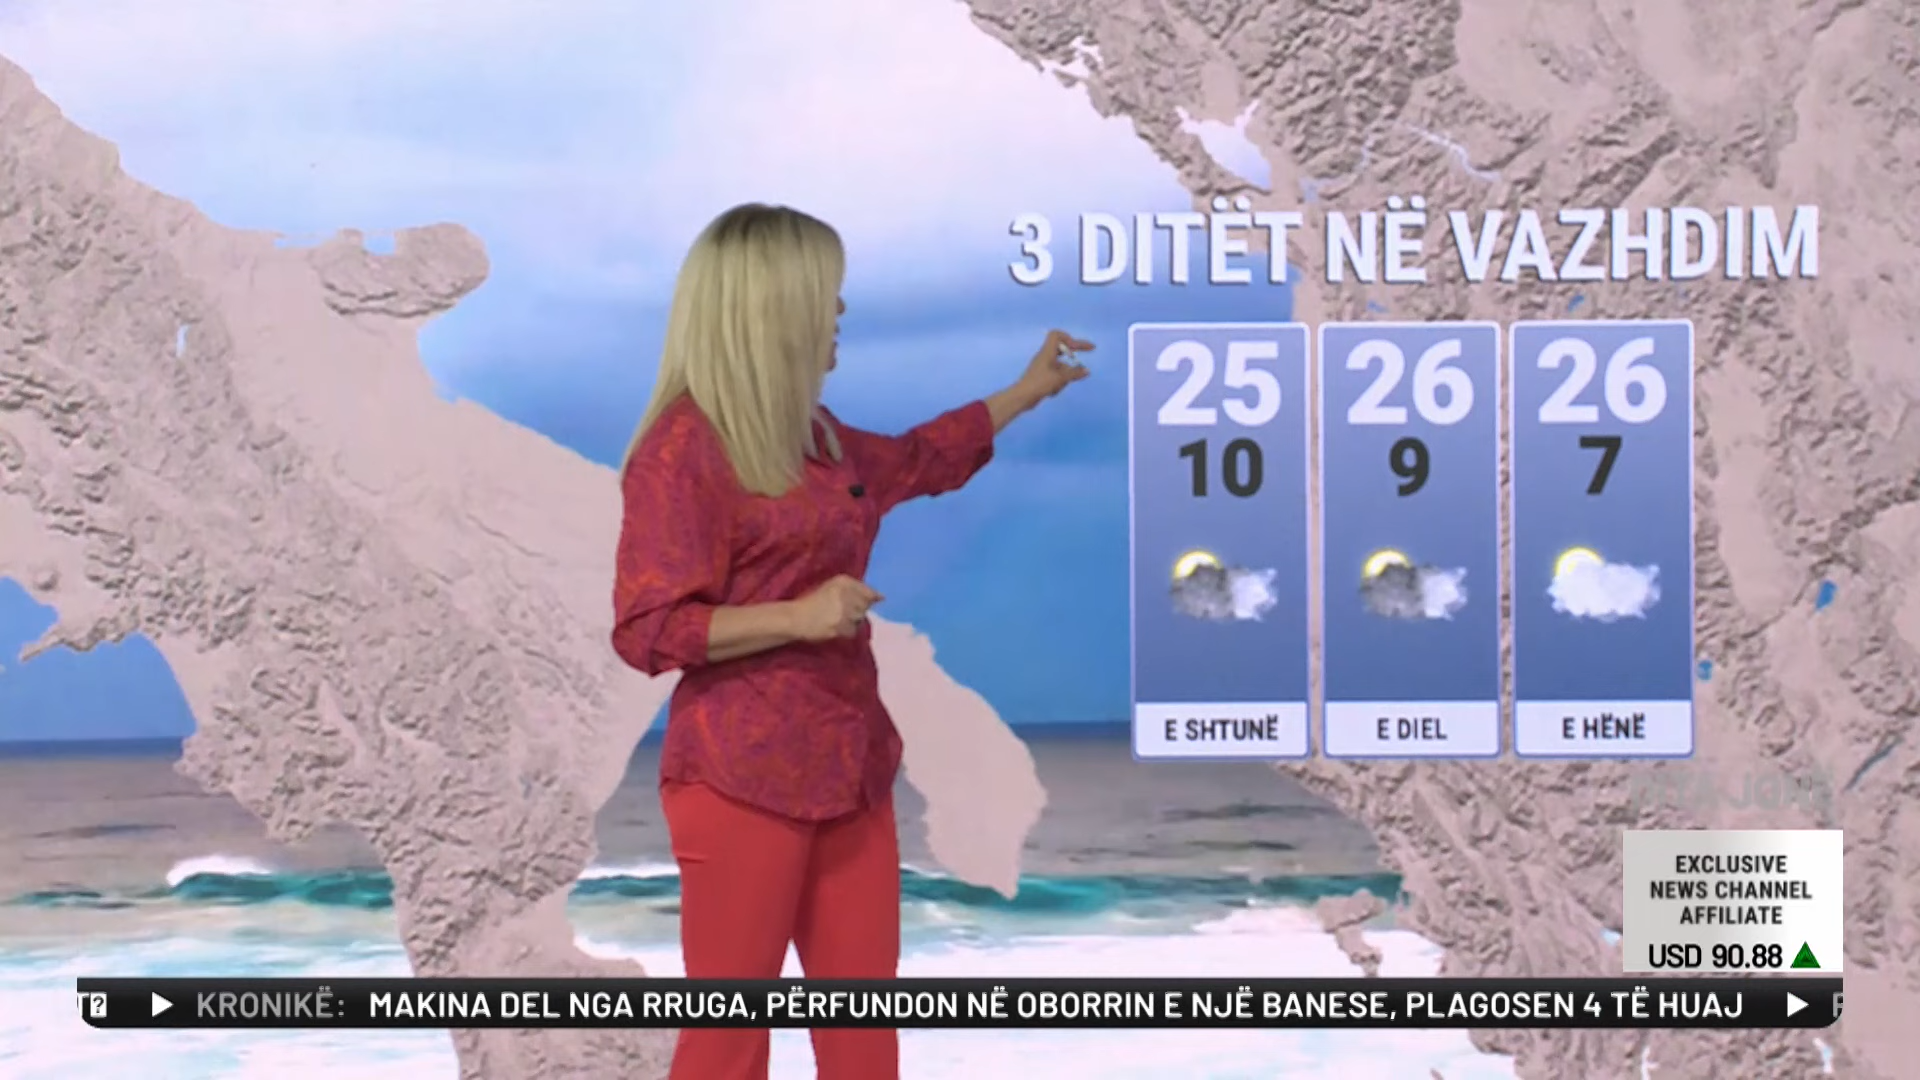 3 DITËT NË VAZHDIM
25
10
E SHTUNË
26
9
E DIEL
26
7
E HËNË
EXCLUSIVE
NEWS CHANNEL
AFFILIATE
USD 90.88
KRONIKË: MAKINA DEL NGA RRUGA, PËRFUNDON NË OBORRIN E NJË BANESE, PLAGOSEN 4 TË HUAJ